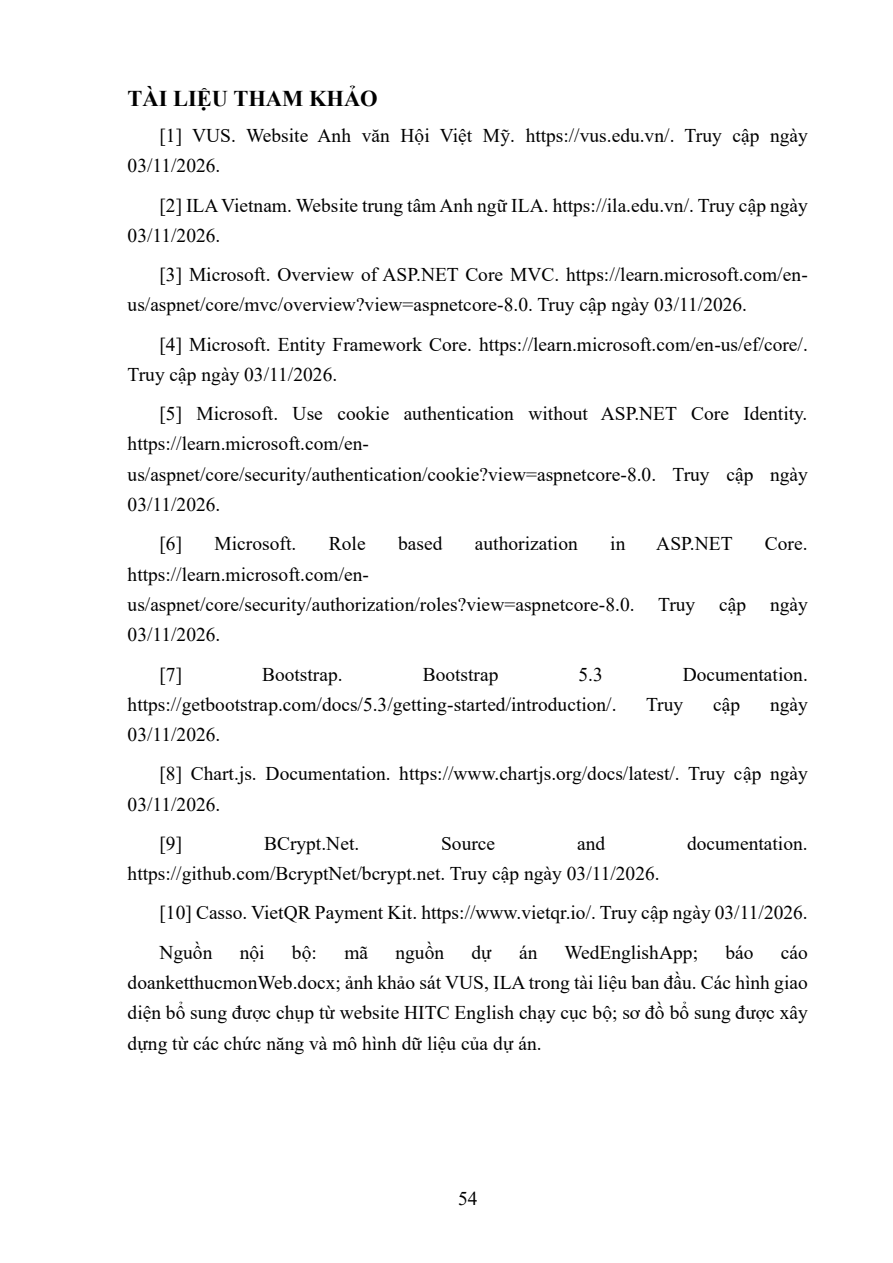 TÀI LIỆU THAM KHẢO
[1] VUS. Website Anh văn Hội Việt Mỹ. https://vus.edu.vn/. Truy cập ngày
03/11/2026.
[2] ILA Vietnam. Website trung tâm Anh ngữ ILA. https://ila.edu.vn/. Truy cập ngày
03/11/2026.
[3] Microsoft. Overview of ASP.NET Core MVC. https://learn.microsoft.com/en-
us/aspnet/core/mvc/overview?view=aspnetcore-8.0. Truy cập ngày 03/11/2026.
[4] Microsoft. Entity Framework Core. https://learn.microsoft.com/en-us/ef/core/.
Truy cập ngày 03/11/2026.
[5] Microsoft. Use cookie authentication without ASP.NET Core Identity.
https://learn.microsoft.com/en-
us/aspnet/core/security/authentication/cookie?view=aspnetcore-8.0. Truy cập ngày
03/11/2026.
[6] Microsoft. Role based authorization in ASP.NET Core.
https://learn.microsoft.com/en-
us/aspnet/core/security/authorization/roles?view=aspnetcore-8.0. Truy cập ngày
03/11/2026.
[7] Bootstrap. Bootstrap 5.3 Documentation.
https://getbootstrap.com/docs/5.3/getting-started/introduction/. Truy cập ngày
03/11/2026.
[8] Chart.js. Documentation. https://www.chartjs.org/docs/latest/. Truy cập ngày
03/11/2026.
[9] BCrypt.Net. Source and documentation.
https://github.com/BcryptNet/bcrypt.net. Truy cập ngày 03/11/2026.
[10] Casso. VietQR Payment Kit. https://www.vietqr.io/. Truy cập ngày 03/11/2026.
Nguồn nội bộ: mã nguồn dự án WedEnglishApp; báo cáo
doanketthucmonWeb.docx; ảnh khảo sát VUS, ILA trong tài liệu ban đầu. Các hình giao
diện bổ sung được chụp từ website HITC English chạy cục bộ; sơ đồ bổ sung được xây
dựng từ các chức năng và mô hình dữ liệu của dự án.
54